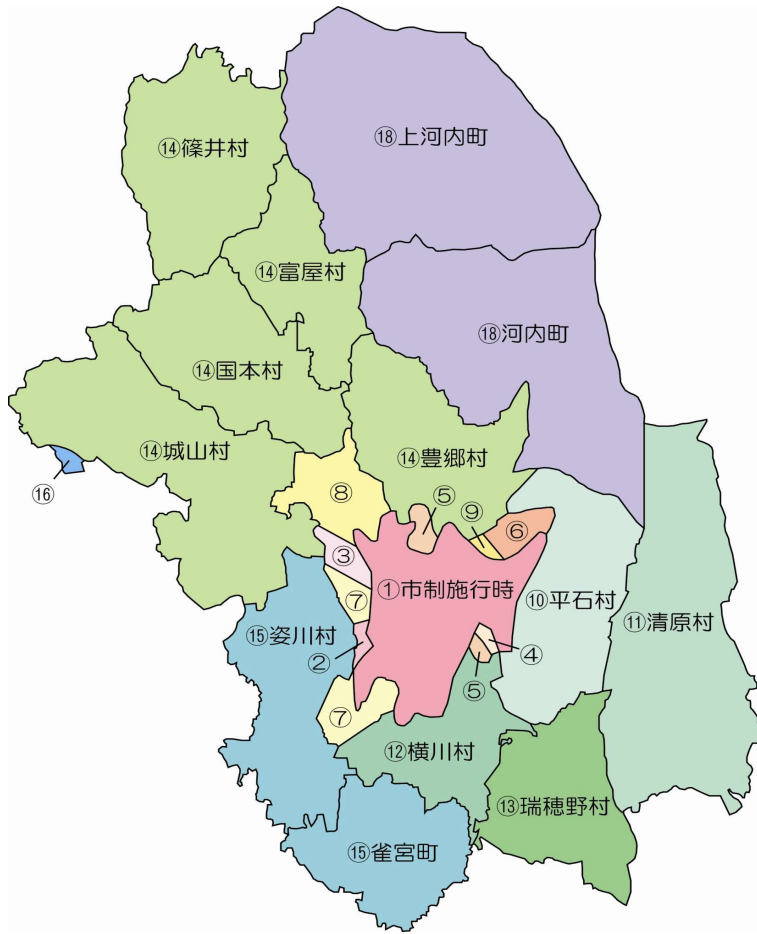 ⑭篠井村
⑱上河内町
⑭富屋村
⑱河内町
⑭国本村
⑭城山村
⑭豊郷村
⑯
⑧
⑤
⑨
⑥
③
①市制施行時
⑦
⑩平石村
⑪清原村
⑮姿川村
②
④
⑤
⑦
⑫横川村
⑬瑞穂野村
⑮雀宮町